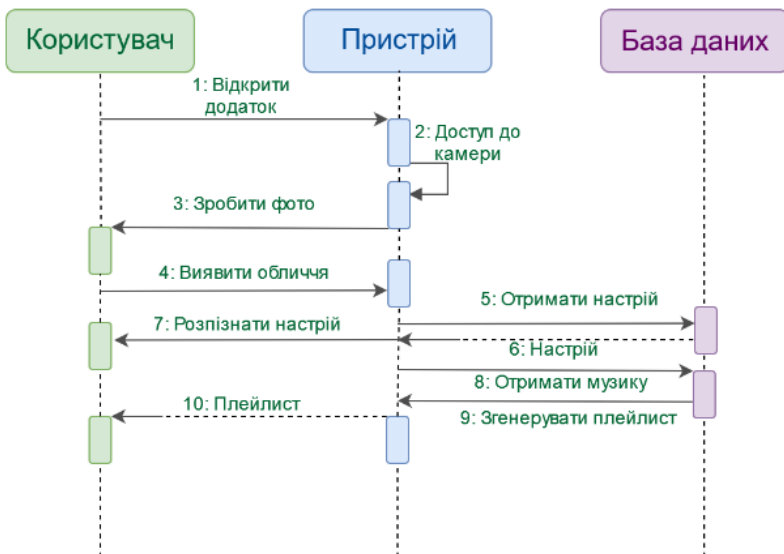 Користувач
Пристрій
База даних
1: Відкрити
додаток
2: Доступ до
камери
3: Зробити фото
4: Виявити обличчя
5: Отримати настрій
7: Розпізнати настрій
6: Настрій
8: Отримати музику
10: Плейлист
9: Згенерувати плейлист